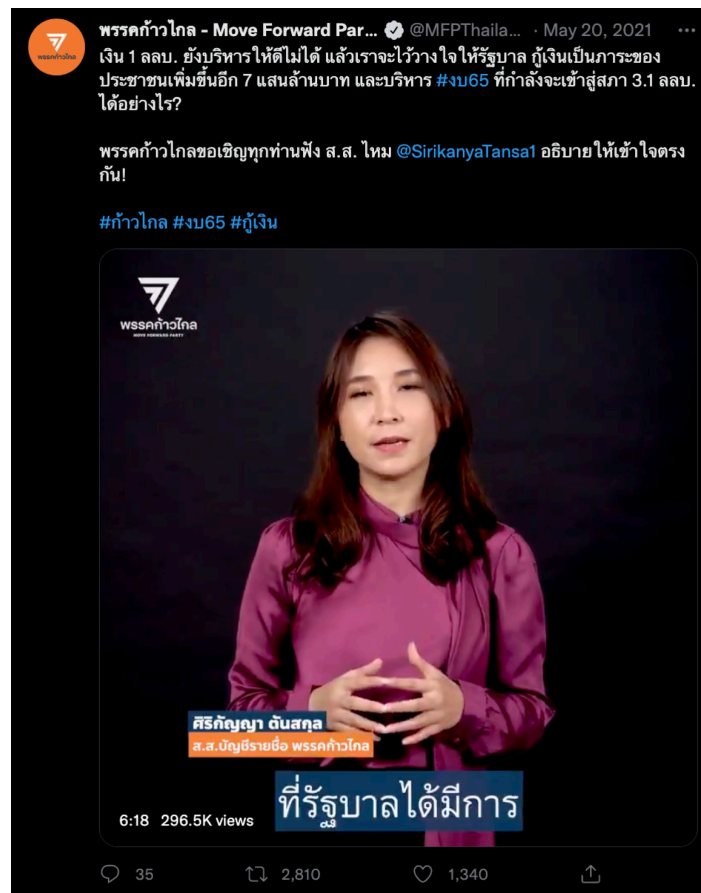 พรรคก้าวไกล - Move Forward Par... @MFPThaila... · May 20, 2021 ...
เงิน 1 ลลบ. ยังบริหารให้ดีไม่ได้ แล้วเราจะไว้วางใจให้รัฐบาล กู้เงินเป็นภาระของ
ประชาชนเพิ่มขึ้นอีก 7 แสนล้านบาท และบริหาร #งบ65 ที่กำลังจะเข้าสู่สภา 3.1 ลลบ.
ได้อย่างไร?
พรรคก้าวไกลขอเชิญทุกท่านฟัง ส.ส. ไหม @SirikanyaTansa1 อธิบายให้เข้าใจตรง
กัน!
#ก้าวไกล #งบ65 #กู้เงิน
พรรคก้าวไกล
MOVE FORWARD PARTY
ศิริกัญญา ตันสกุล
ส.ส.บัญชีรายชื่อ พรรคก้าวไกล
ที่รัฐบาลได้มีการ
6:18 296.5K views
35 2,810 1,340